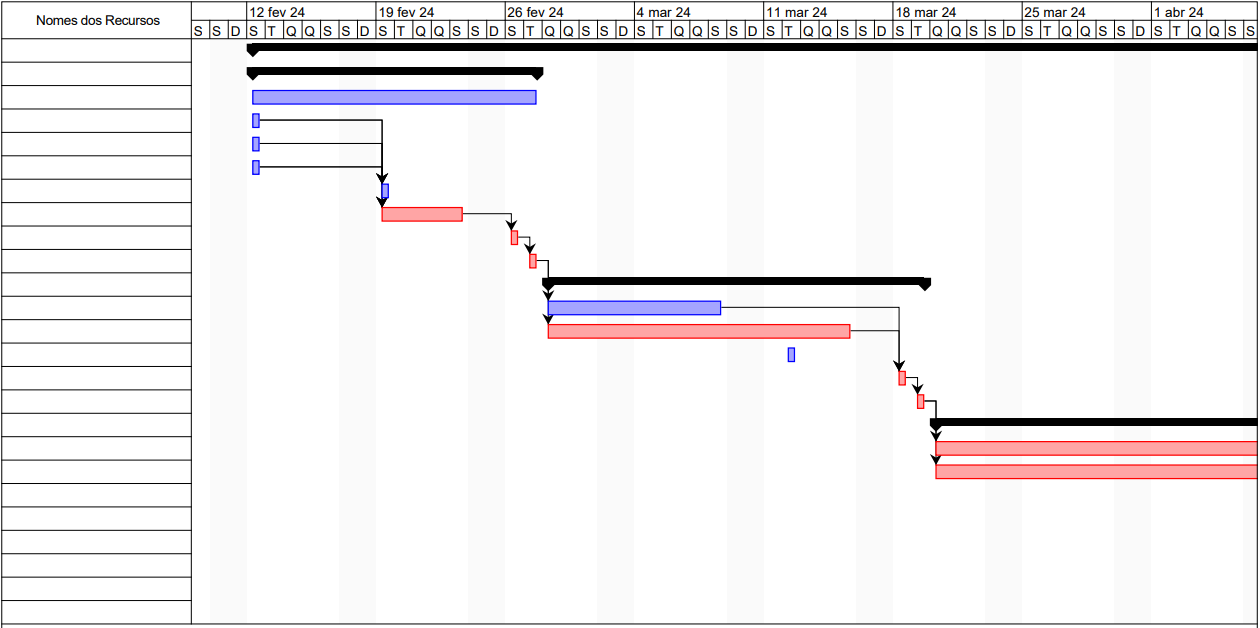 Nomes dos Recursos
12 fev 24 19 fev 24 26 fev 24 4 mar 24 11 mar 24 18 mar 24 25 mar 24 1 abr 24
S S D S T Q Q S S D S T Q Q S S D S T Q Q S S D S T Q Q S S D S T Q Q S S D S T Q Q S S D S T Q Q S S D S T Q Q S S